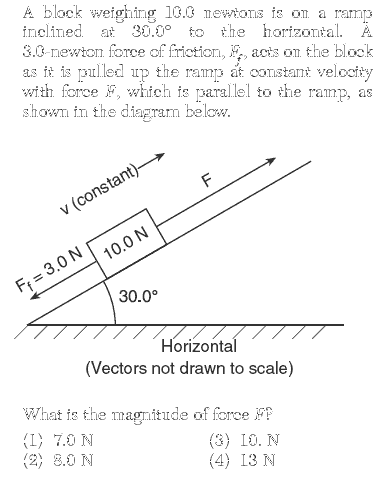 A block weighing 10.0 newtons is on a ramp
inclined at 30.0° to the horizontal. A
3.0-newton force of friction, Ff, acts on the block
as it is pulled up the ramp at constant velocity
with force F, which is parallel to the ramp, as
shown in the diagram below.
v (constant)
F
Ff = 3.0 N
10.0 N
30.0°
Horizontal
(Vectors not drawn to scale)
What is the magnitude of force F?
(1) 7.0 N (3) 10. N
(2) 8.0 N (4) 13 N